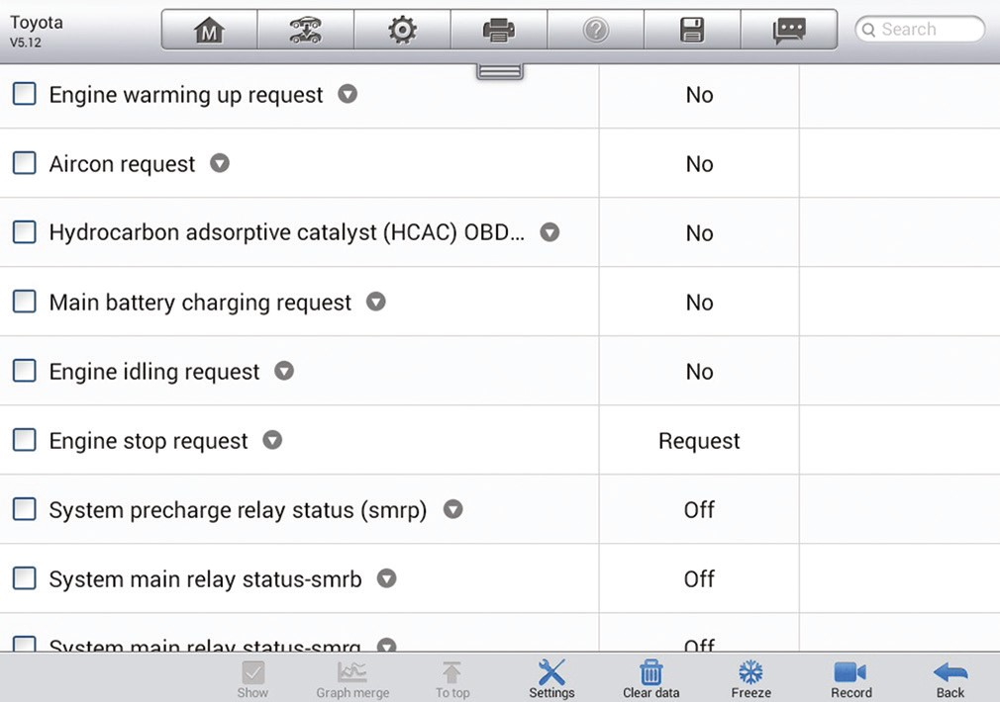 Toyota
V5.12
M
?
Search
Engine warming up request No
Aircon request No
Hydrocarbon adsorptive catalyst (HCAC) OBD... No
Main battery charging request No
Engine idling request No
Engine stop request Request
System precharge relay status (smrp) Off
System main relay status-smrb Off
System main relay status-smrg Off
Show Graph merge To top Settings Clear data Freeze Record Back